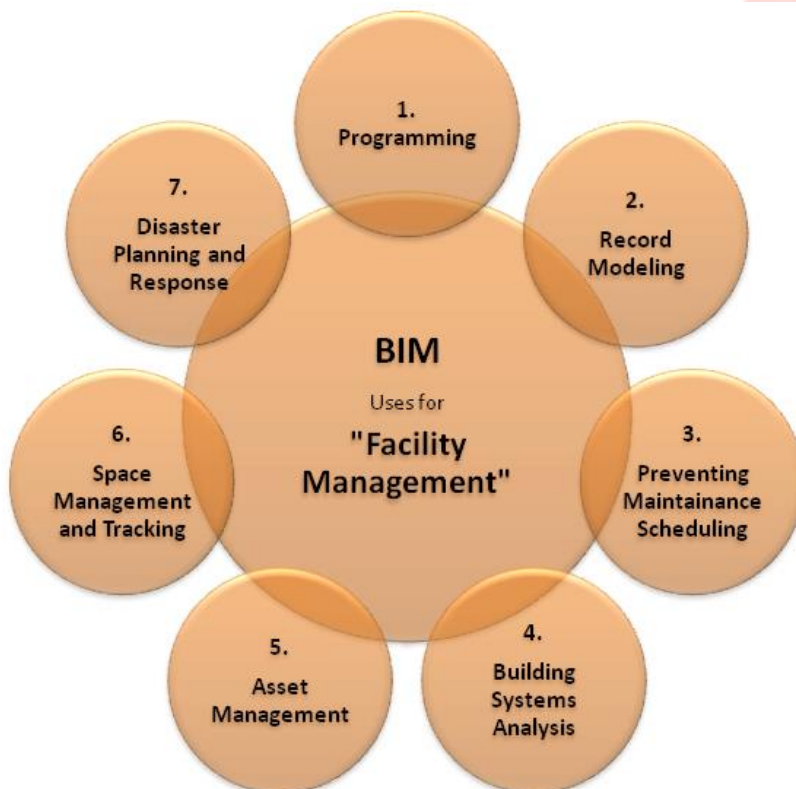 BIM
Uses for
"Facility
Management"
1.
Programming
2.
Record
Modeling
3.
Preventing
Maintainance
Scheduling
4.
Building
Systems
Analysis
5.
Asset
Management
6.
Space
Management
and Tracking
7.
Disaster
Planning and
Response